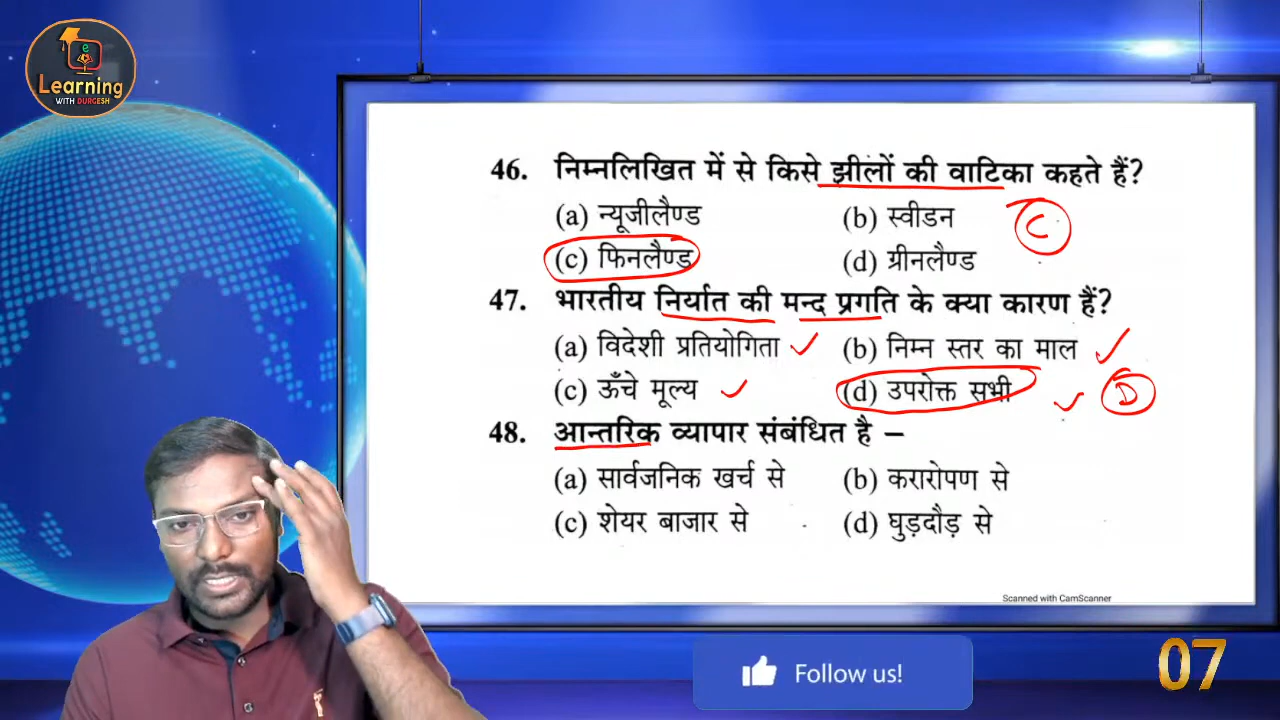 e
Learning
WITH DURGESH
46. निम्नलिखित में से किसे झीलों की वाटिका कहते हैं?
(a) न्यूजीलैण्ड (b) स्वीडन
C
(c) फिनलैण्ड (d) ग्रीनलैण्ड
47. भारतीय निर्यात की मन्द प्रगति के क्या कारण हैं?
(a) विदेशी प्रतियोगिता (b) निम्न स्तर का माल
(c) ऊँचे मूल्य (d) उपरोक्त सभी
D
48. आन्तरिक व्यापार संबंधित है –
(a) सार्वजनिक खर्च से (b) करारोपण से
(c) शेयर बाजार से (d) घुड़दौड़ से
Scanned with CamScanner
Follow us!
07